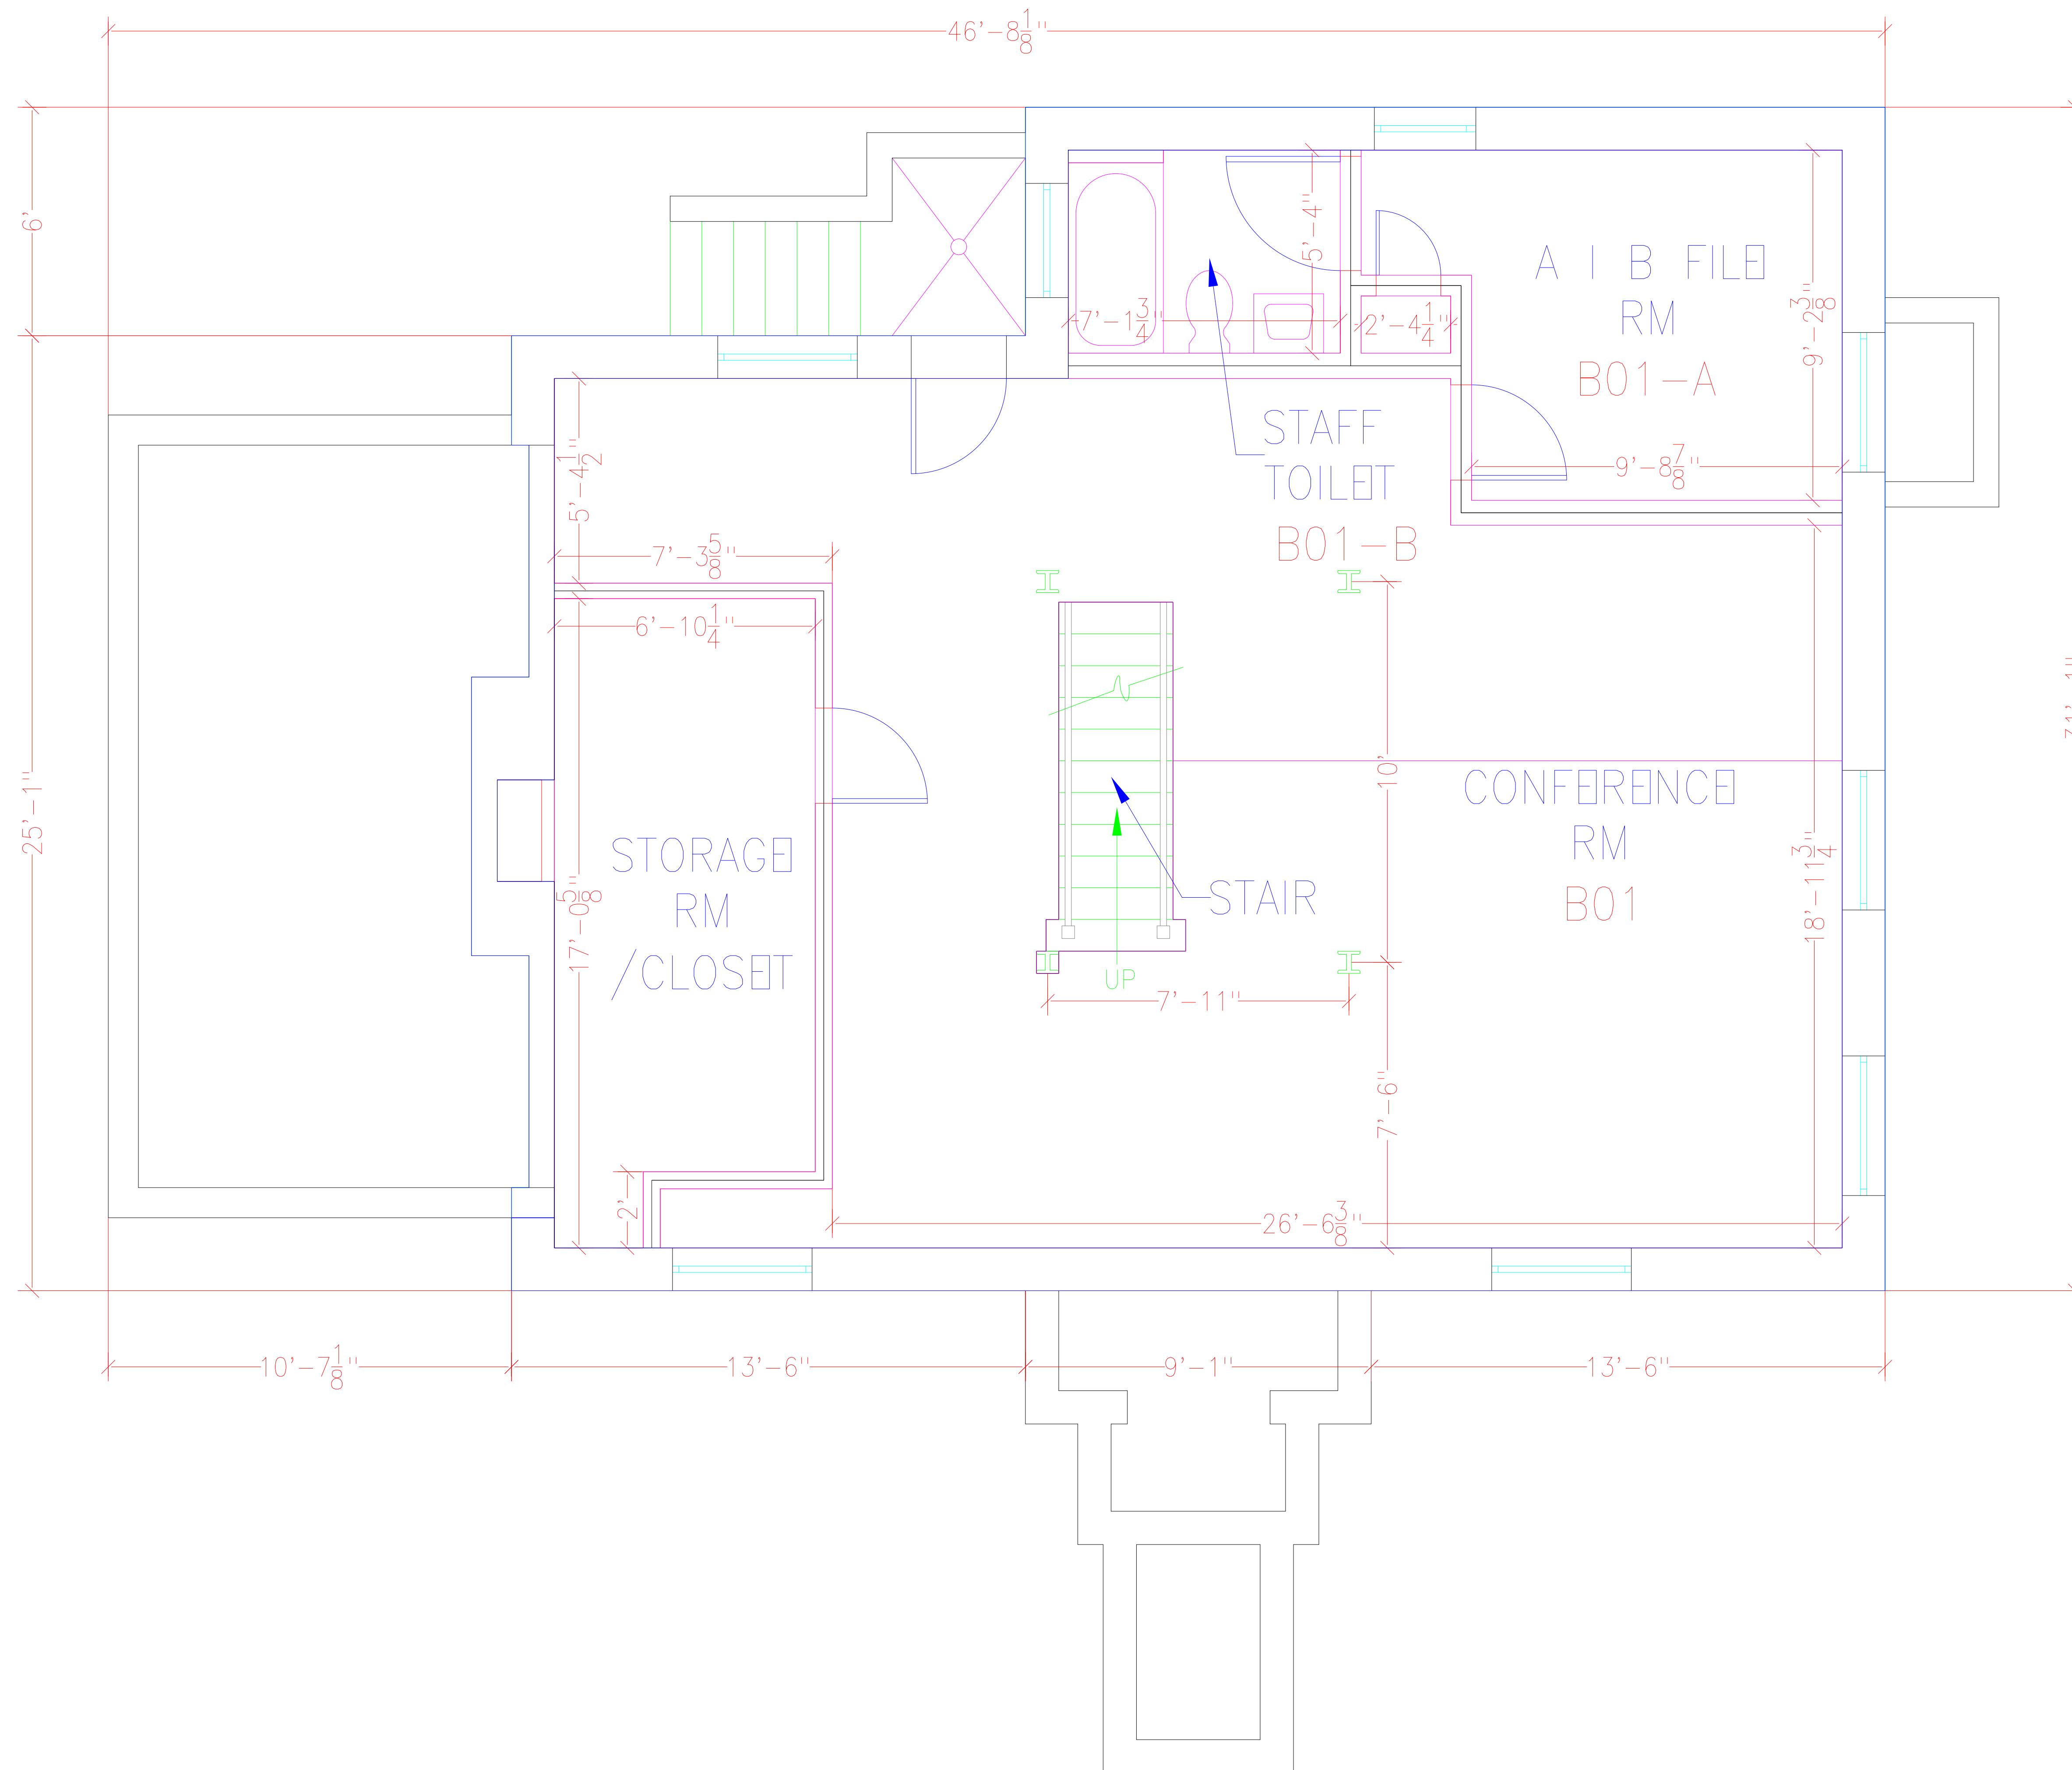 46'-8 1/8"
6'
5'-4"
A I B FILE
RM
B01-A
9'-2 3/8"
7'-1 3/4"
2'-4 1/4"
STAFF
TOILET
B01-B
9'-8 7/8"
5'-4 1/2"
7'-3 5/8"
6'-10 1/4"
25'-1"
10'
CONFERENCE
RM
B01
STORAGE
RM
/CLOSET
17'-0 5/8"
STAIR
UP
18'-11 3/4"
7'-11"
7'-6"
2'
26'-6 3/8"
10'-7 1/8"
13'-6"
9'-1"
13'-6"